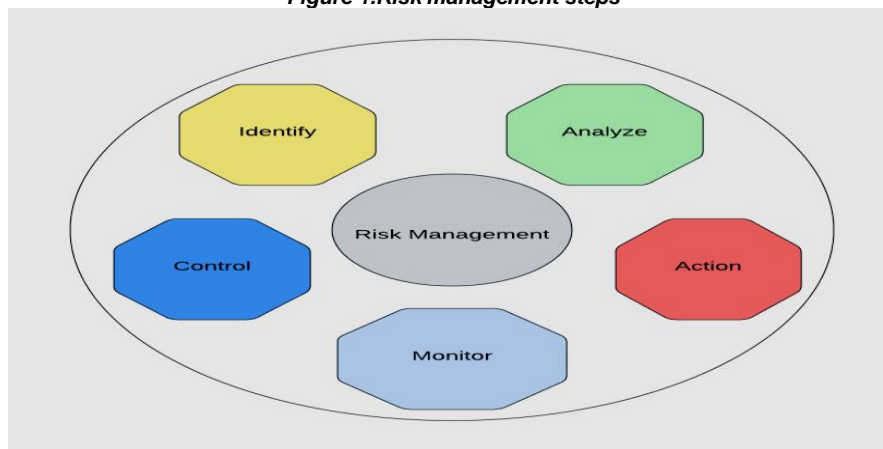 Figure 1.Risk management steps
Identify
Analyze
Risk Management
Control
Action
Monitor